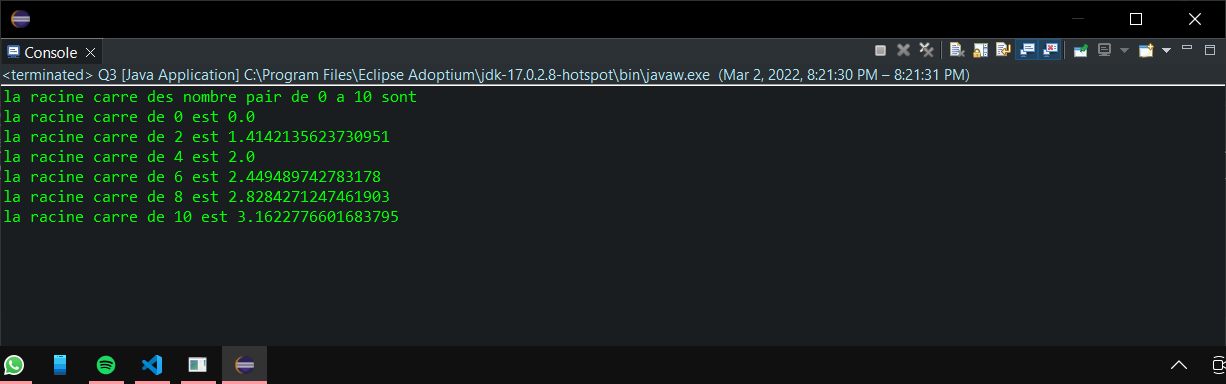 Console
<terminated> Q3 [Java Application] C:\Program Files\Eclipse Adoptium\jdk-17.0.2.8-hotspot\bin\javaw.exe (Mar 2, 2022, 8:21:30 PM – 8:21:31 PM)
la racine carre des nombre pair de 0 a 10 sont
la racine carre de 0 est 0.0
la racine carre de 2 est 1.4142135623730951
la racine carre de 4 est 2.0
la racine carre de 6 est 2.449489742783178
la racine carre de 8 est 2.8284271247461903
la racine carre de 10 est 3.1622776601683795